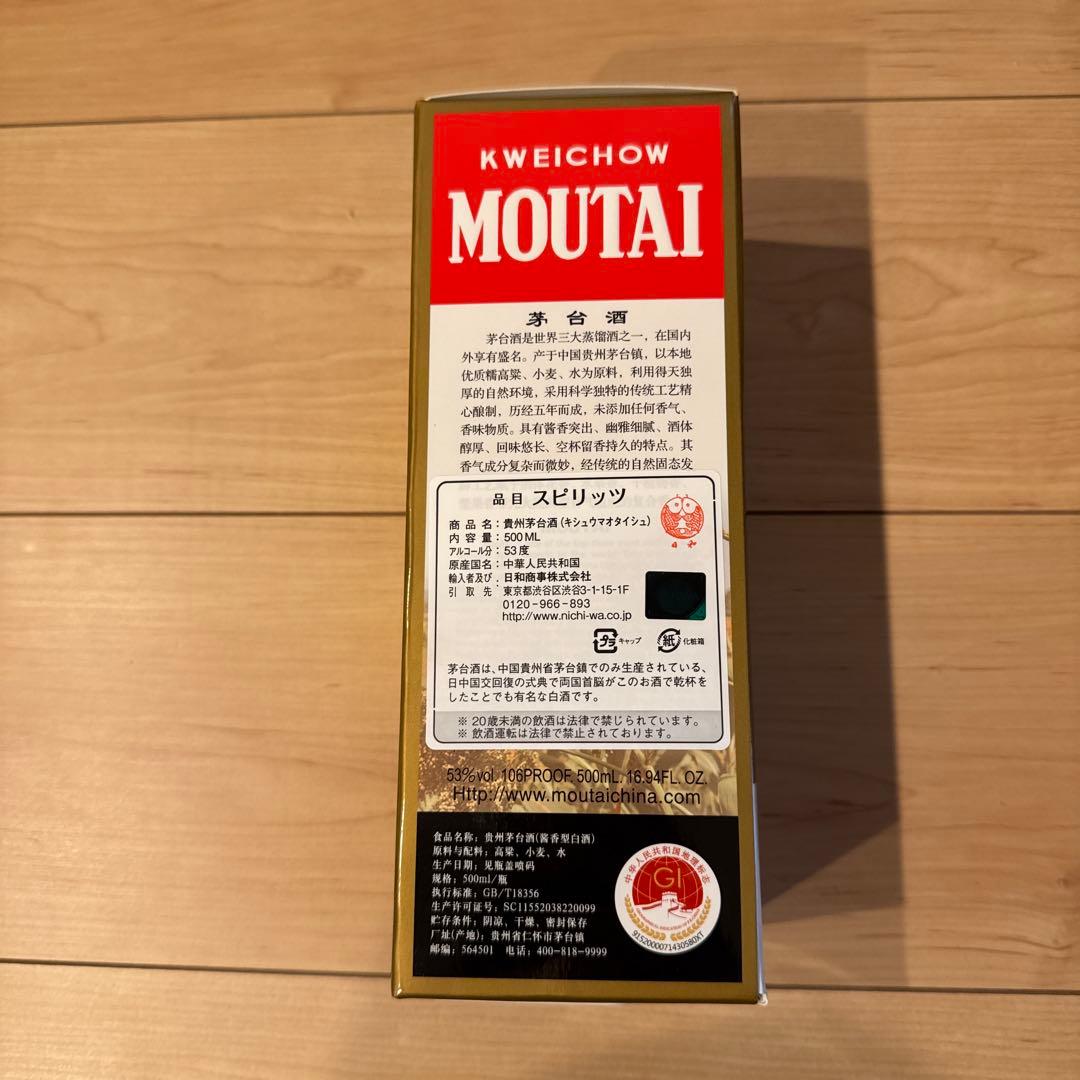 KWEICHOW
MOUTAI
茅台酒
茅台酒是世界三大蒸馏酒之一，在国内
外享有盛名。产于中国贵州茅台镇，以本地
优质糯高粱、小麦、水为原料，利用得天独
厚的自然环境，采用科学独特的传统工艺精
心酿制，历经五年而成，未添加任何香气、
香味物质。具有酱香突出、幽雅细腻、酒体
醇厚、回味悠长、空杯留香持久的特点。其
香气成分复杂而微妙，经传统的自然固态发
品目 スピリッツ
商品名：貴州茅台酒（キシュウマオタイシュ）
内容量：500ML
アルコール分：53度
原産国名：中華人民共和国
輸入者及び引取先：日和商事株式会社
東京都渋谷区渋谷3-1-15-1F
0120-966-893
http://www.nichi-wa.co.jp
プラ キャップ 紙 化粧箱
茅台酒は、中国貴州省茅台鎮でのみ生産されている、
日中国交回復の式典で両国首脳がこのお酒で乾杯を
したことでも有名な白酒です。
※ 20歳未満の飲酒は法律で禁じられています。
※ 飲酒運転は法律で禁止されております。
53%vol 106PROOF 500mL. 16.94FL. OZ.
Http://www.moutaichina.com
食品名称：贵州茅台酒(酱香型白酒)
原料与配料：高粱、小麦、水
生产日期：见瓶盖喷码
规格：500ml/瓶
执行标准：GB/T18356
生产许可证号：SC11552038220099
贮存条件：阴凉、干燥、密封保存
厂址(产地)：贵州省仁怀市茅台镇
邮编：564501 电话：400-818-9999
中华人民共和国地理标志
GI
9152000071430580XT